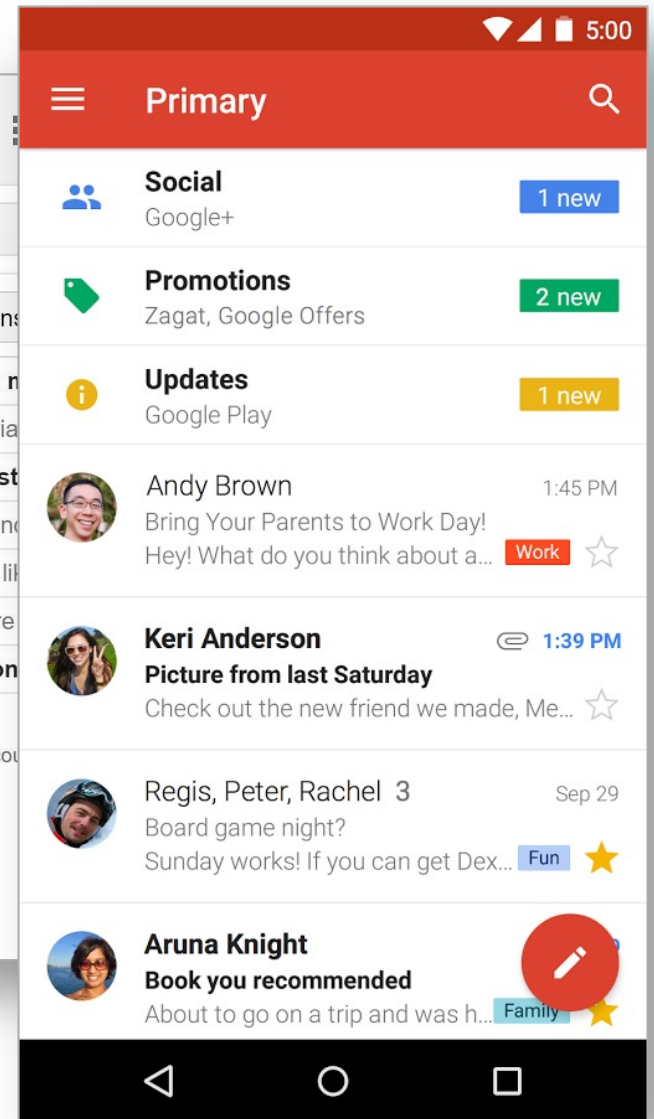 5:00
Primary
Social
1 new
Google+
Promotions
2 new
Zagat, Google Offers
Updates
1 new
Google Play
Andy Brown 1:45 PM
Bring Your Parents to Work Day!
Hey! What do you think about a... Work
Keri Anderson 1:39 PM
Picture from last Saturday
Check out the new friend we made, Me...
Regis, Peter, Rachel 3 Sep 29
Board game night?
Sunday works! If you can get Dex... Fun
Aruna Knight
Book you recommended
About to go on a trip and was h... Family